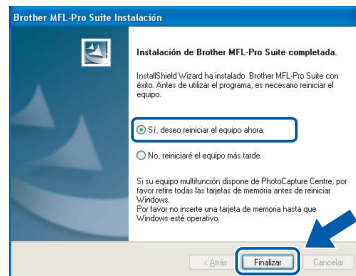 Brother MFL-Pro Suite Instalación
Instalación de Brother MFL-Pro Suite completada.
InstallShield Wizard ha instalado Brother MFL-Pro Suite con
éxito. Antes de utilizar el programa, es necesario reiniciar el
equipo.
Sí, deseo reiniciar el equipo ahora.
No, reiniciaré el equipo más tarde.
Si su equipo multifunción dispone de PhotoCapture Centre, por
favor retire todas las tarjetas de memoria antes de reiniciar
Windows.
Por favor no inserte una tarjeta de memoria hasta que
Windows esté operativo.
< Atrás Finalizar Cancelar